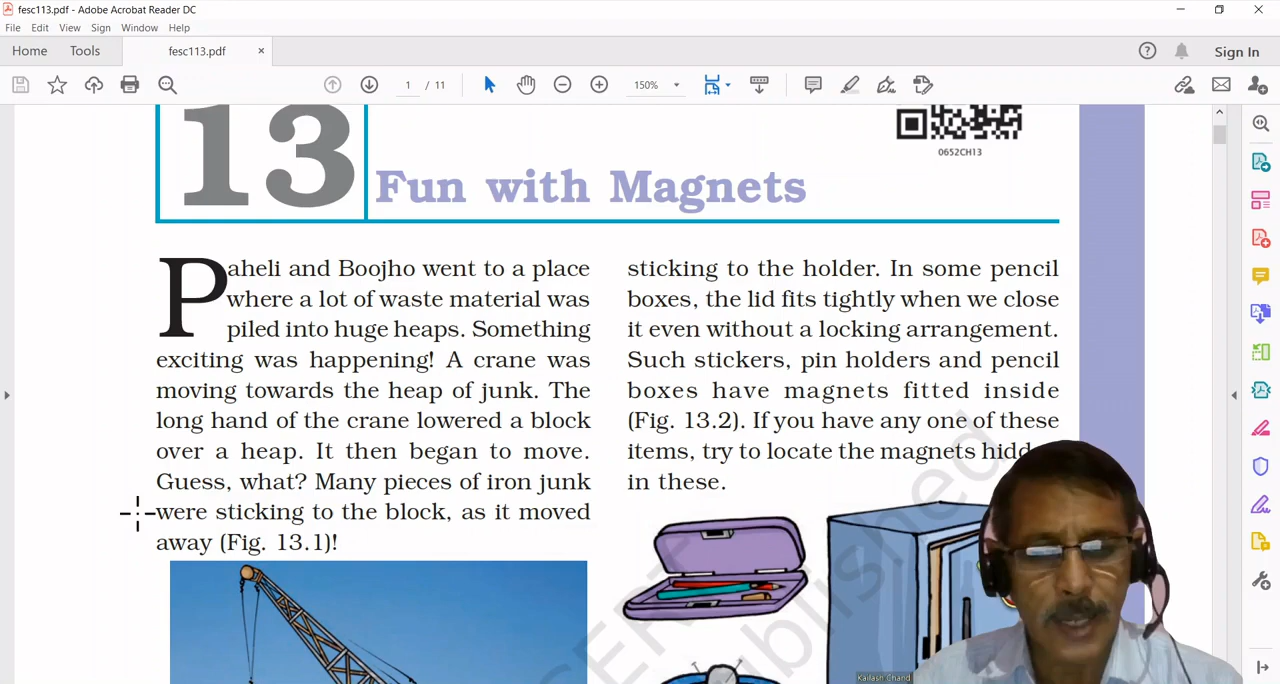 fesc113.pdf - Adobe Acrobat Reader DC
File Edit View Sign Window Help
Home Tools fesc113.pdf × Sign In
1 / 11 150%
13
0652CH13
Fun with Magnets
Paheli and Boojho went to a place
where a lot of waste material was
piled into huge heaps. Something
exciting was happening! A crane was
moving towards the heap of junk. The
long hand of the crane lowered a block
over a heap. It then began to move.
Guess, what? Many pieces of iron junk
were sticking to the block, as it moved
away (Fig. 13.1)!
sticking to the holder. In some pencil
boxes, the lid fits tightly when we close
it even without a locking arrangement.
Such stickers, pin holders and pencil
boxes have magnets fitted inside
(Fig. 13.2). If you have any one of these
items, try to locate the magnets
in these.
Kailash Chand